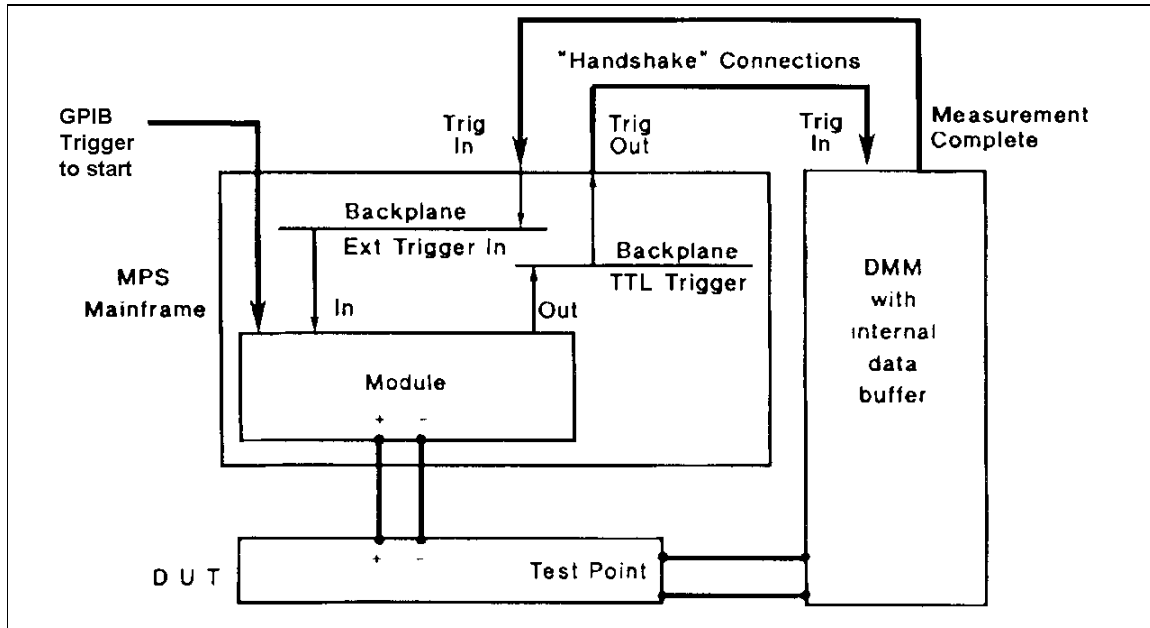 "Handshake" Connections
GPIB
Trigger
to start
Trig
In
Trig
Out
Trig
In
Measurement
Complete
Backplane
Ext Trigger In
Backplane
TTL Trigger
MPS
Mainframe
In
Out
Module
+ -
DMM
with
internal
data
buffer
+ -
DUT
Test Point